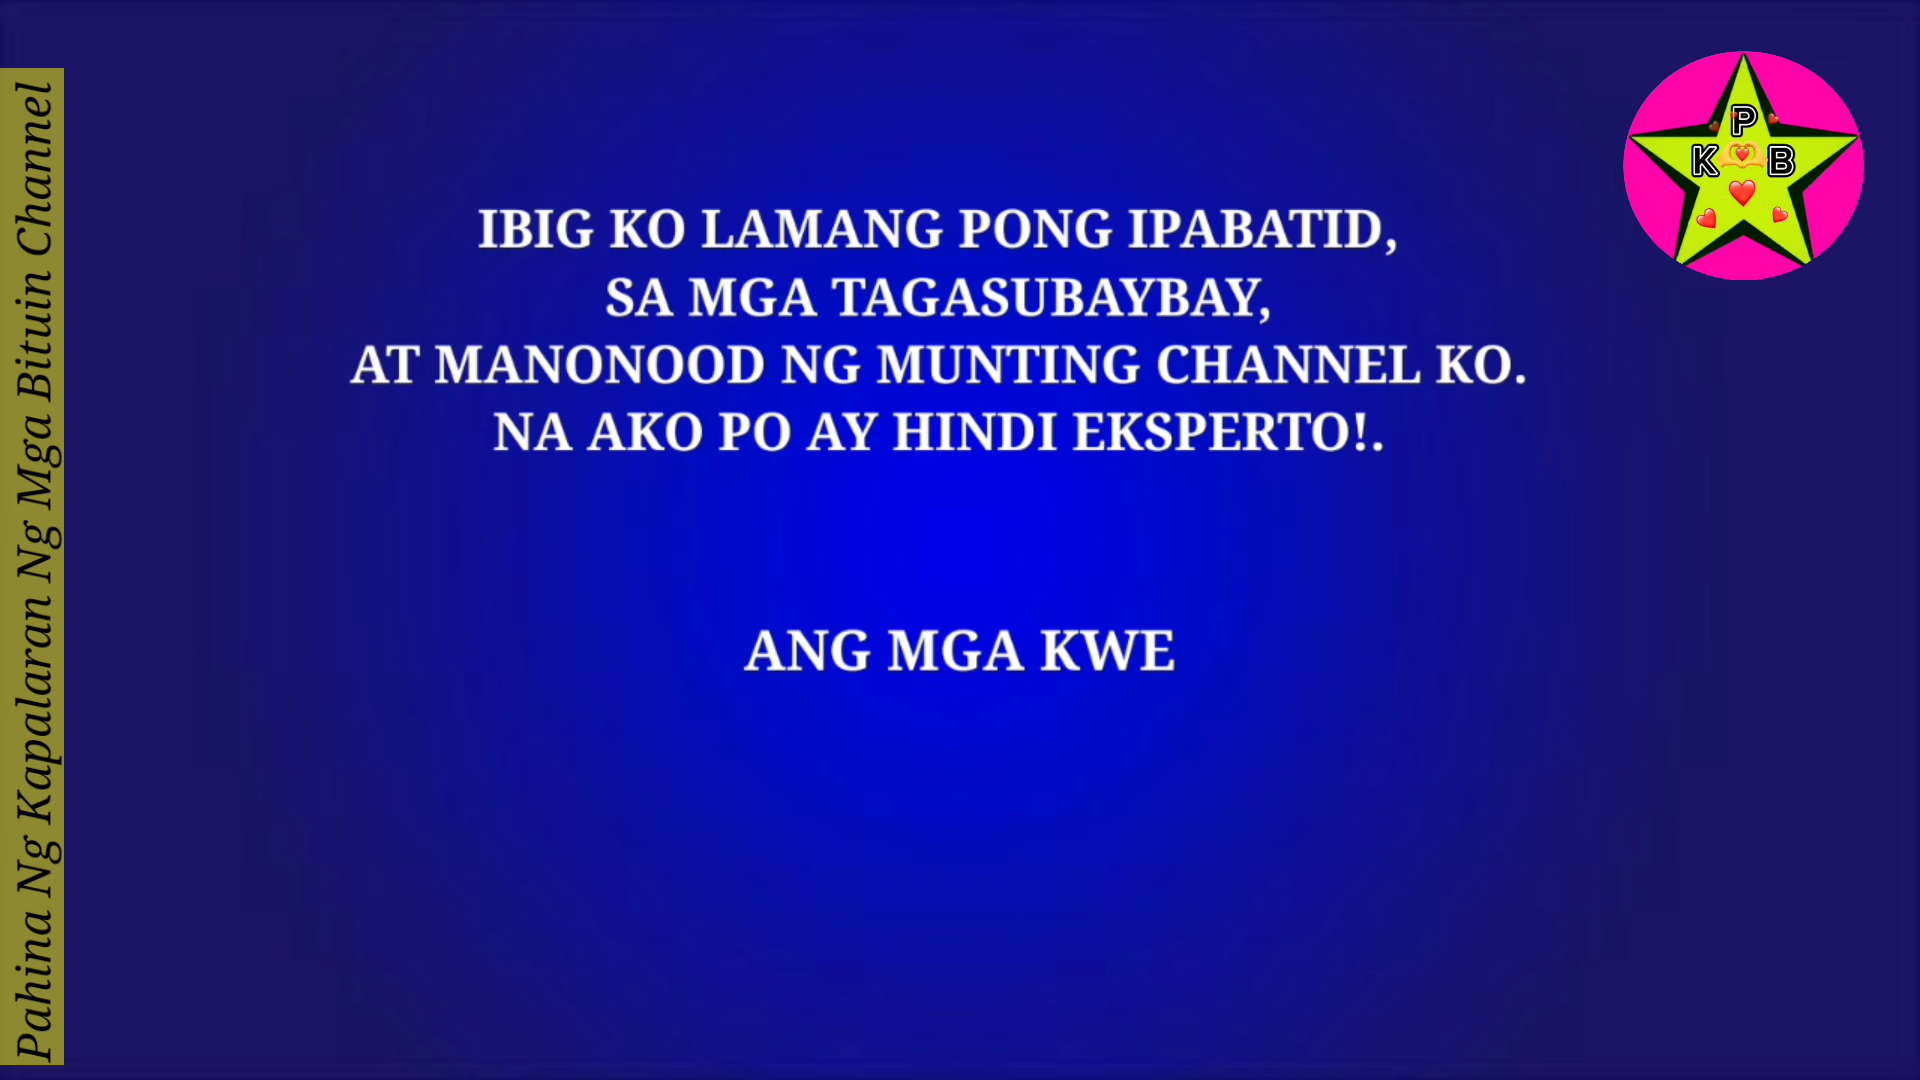 Pahina Ng Kapalaran Ng Mga Bituin Channel
P
K B
IBIG KO LAMANG PONG IPABATID,
SA MGA TAGASUBAYBAY,
AT MANONOOD NG MUNTING CHANNEL KO.
NA AKO PO AY HINDI EKSPERTO!.
ANG MGA KWE